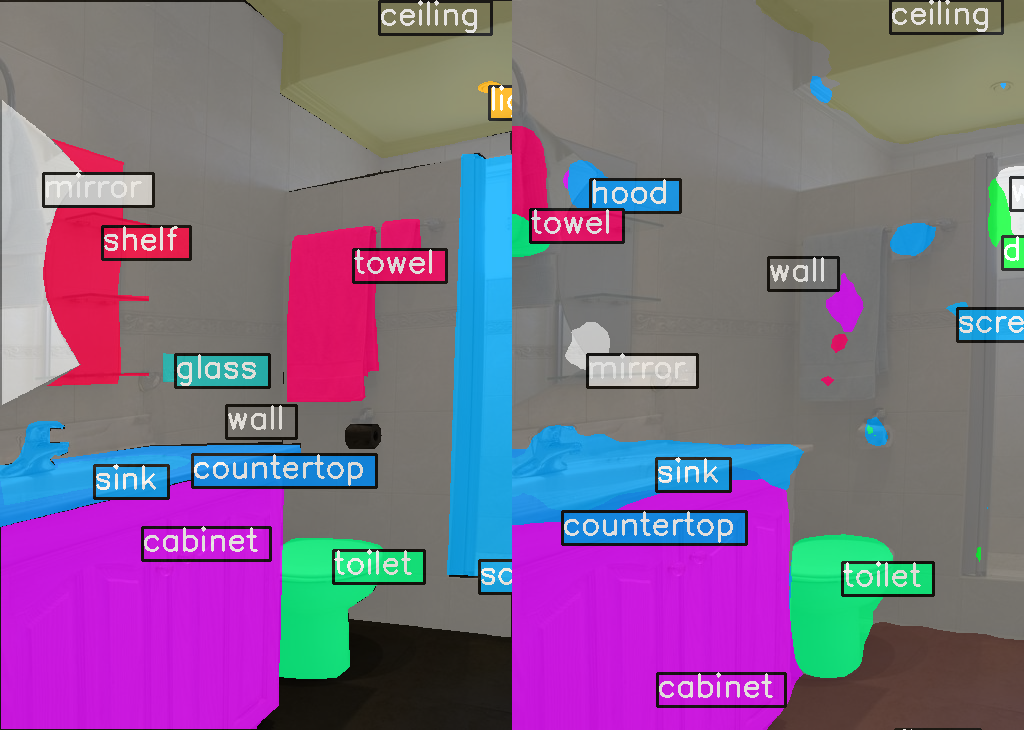 ceiling
mirror
shelf
towel
glass
wall
countertop
sink
cabinet
toilet
ceiling
hood
towel
wall
mirror
sink
countertop
toilet
cabinet